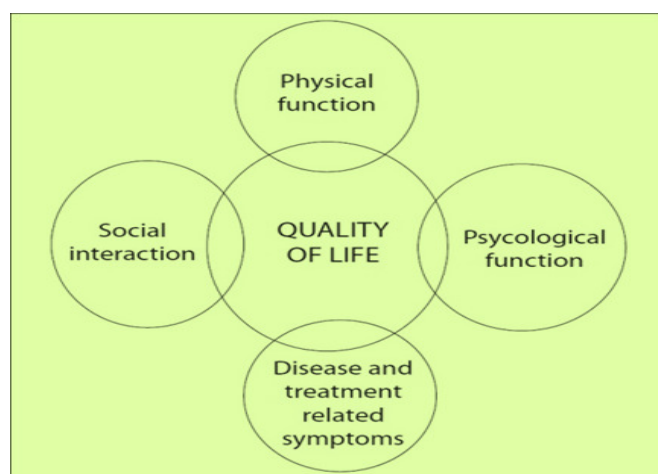 Physical
function
Social
interaction
QUALITY
OF LIFE
Psycological
function
Disease and
treatment
related
symptoms